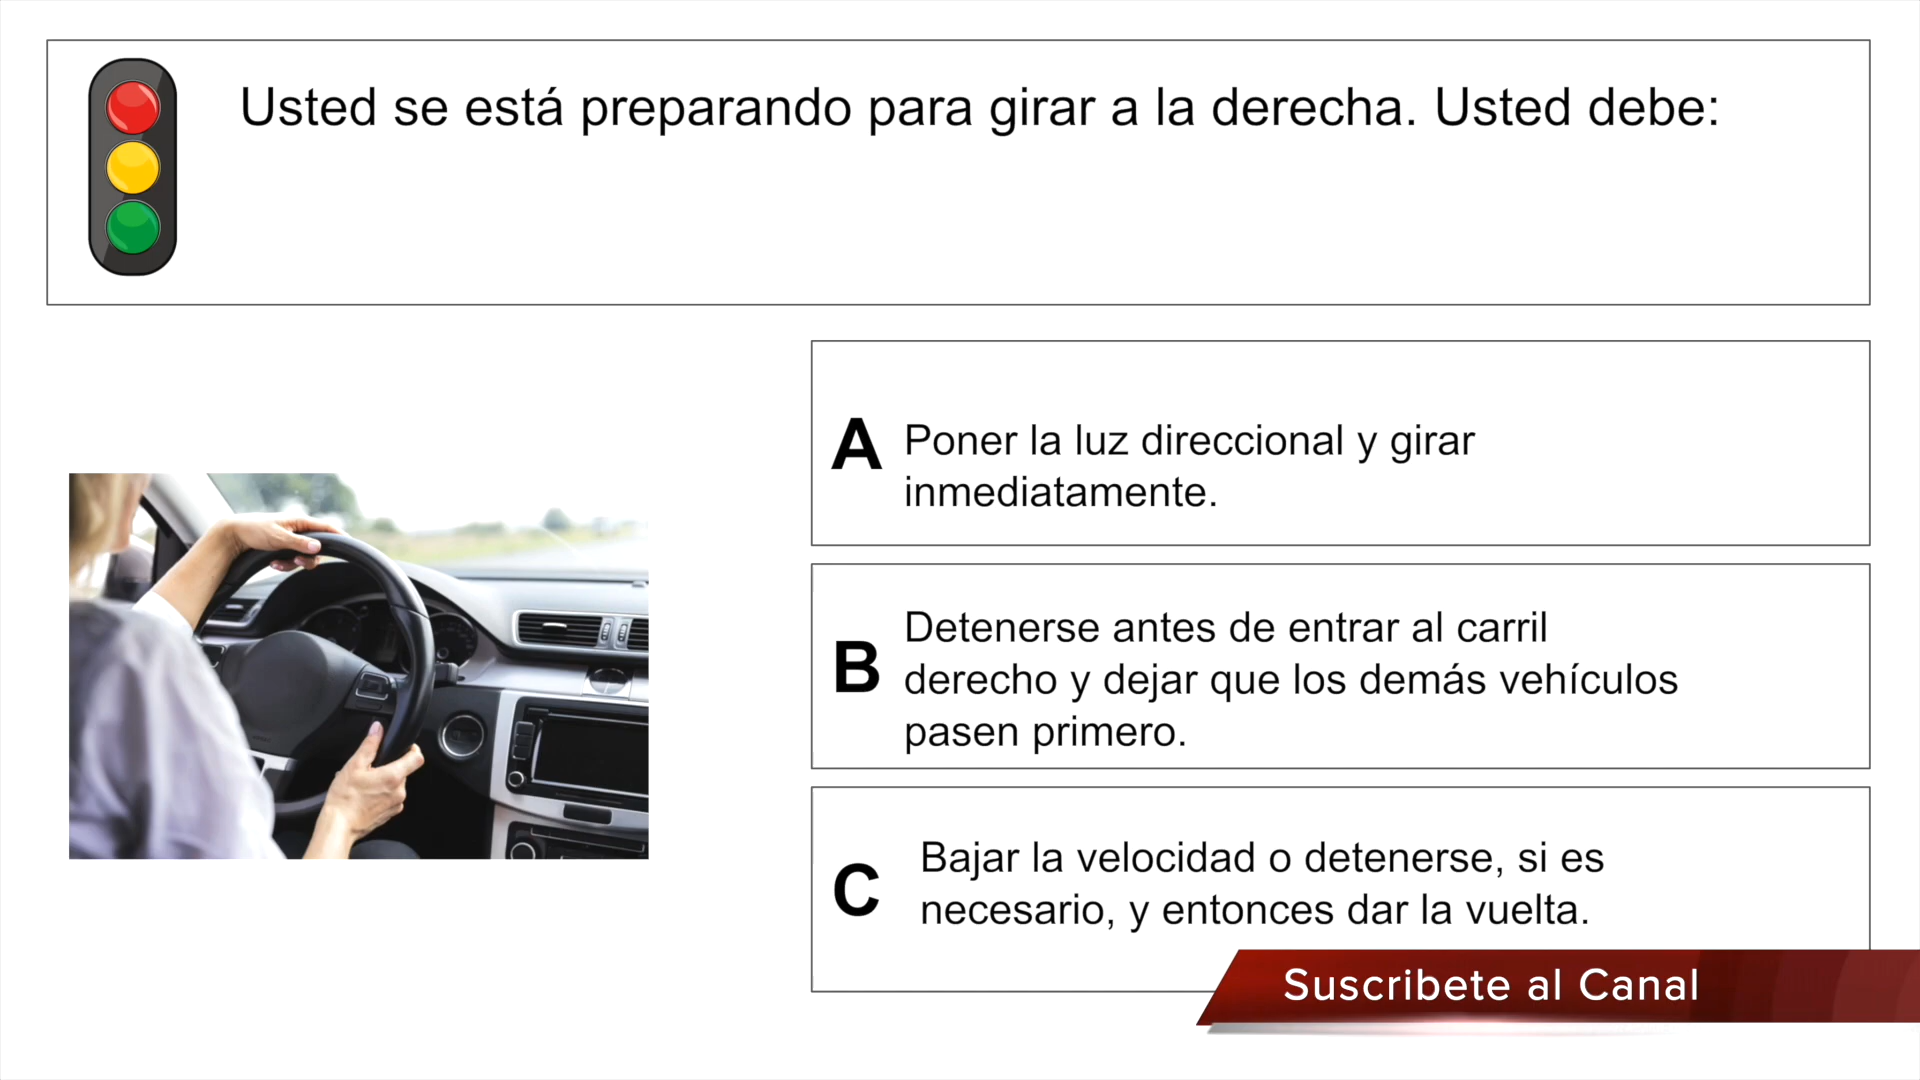 Usted se está preparando para girar a la derecha. Usted debe:
A
Poner la luz direccional y girar
inmediatamente.
B
Detenerse antes de entrar al carril
derecho y dejar que los demás vehículos
pasen primero.
C
Bajar la velocidad o detenerse, si es
necesario, y entonces dar la vuelta.
Suscribete al Canal